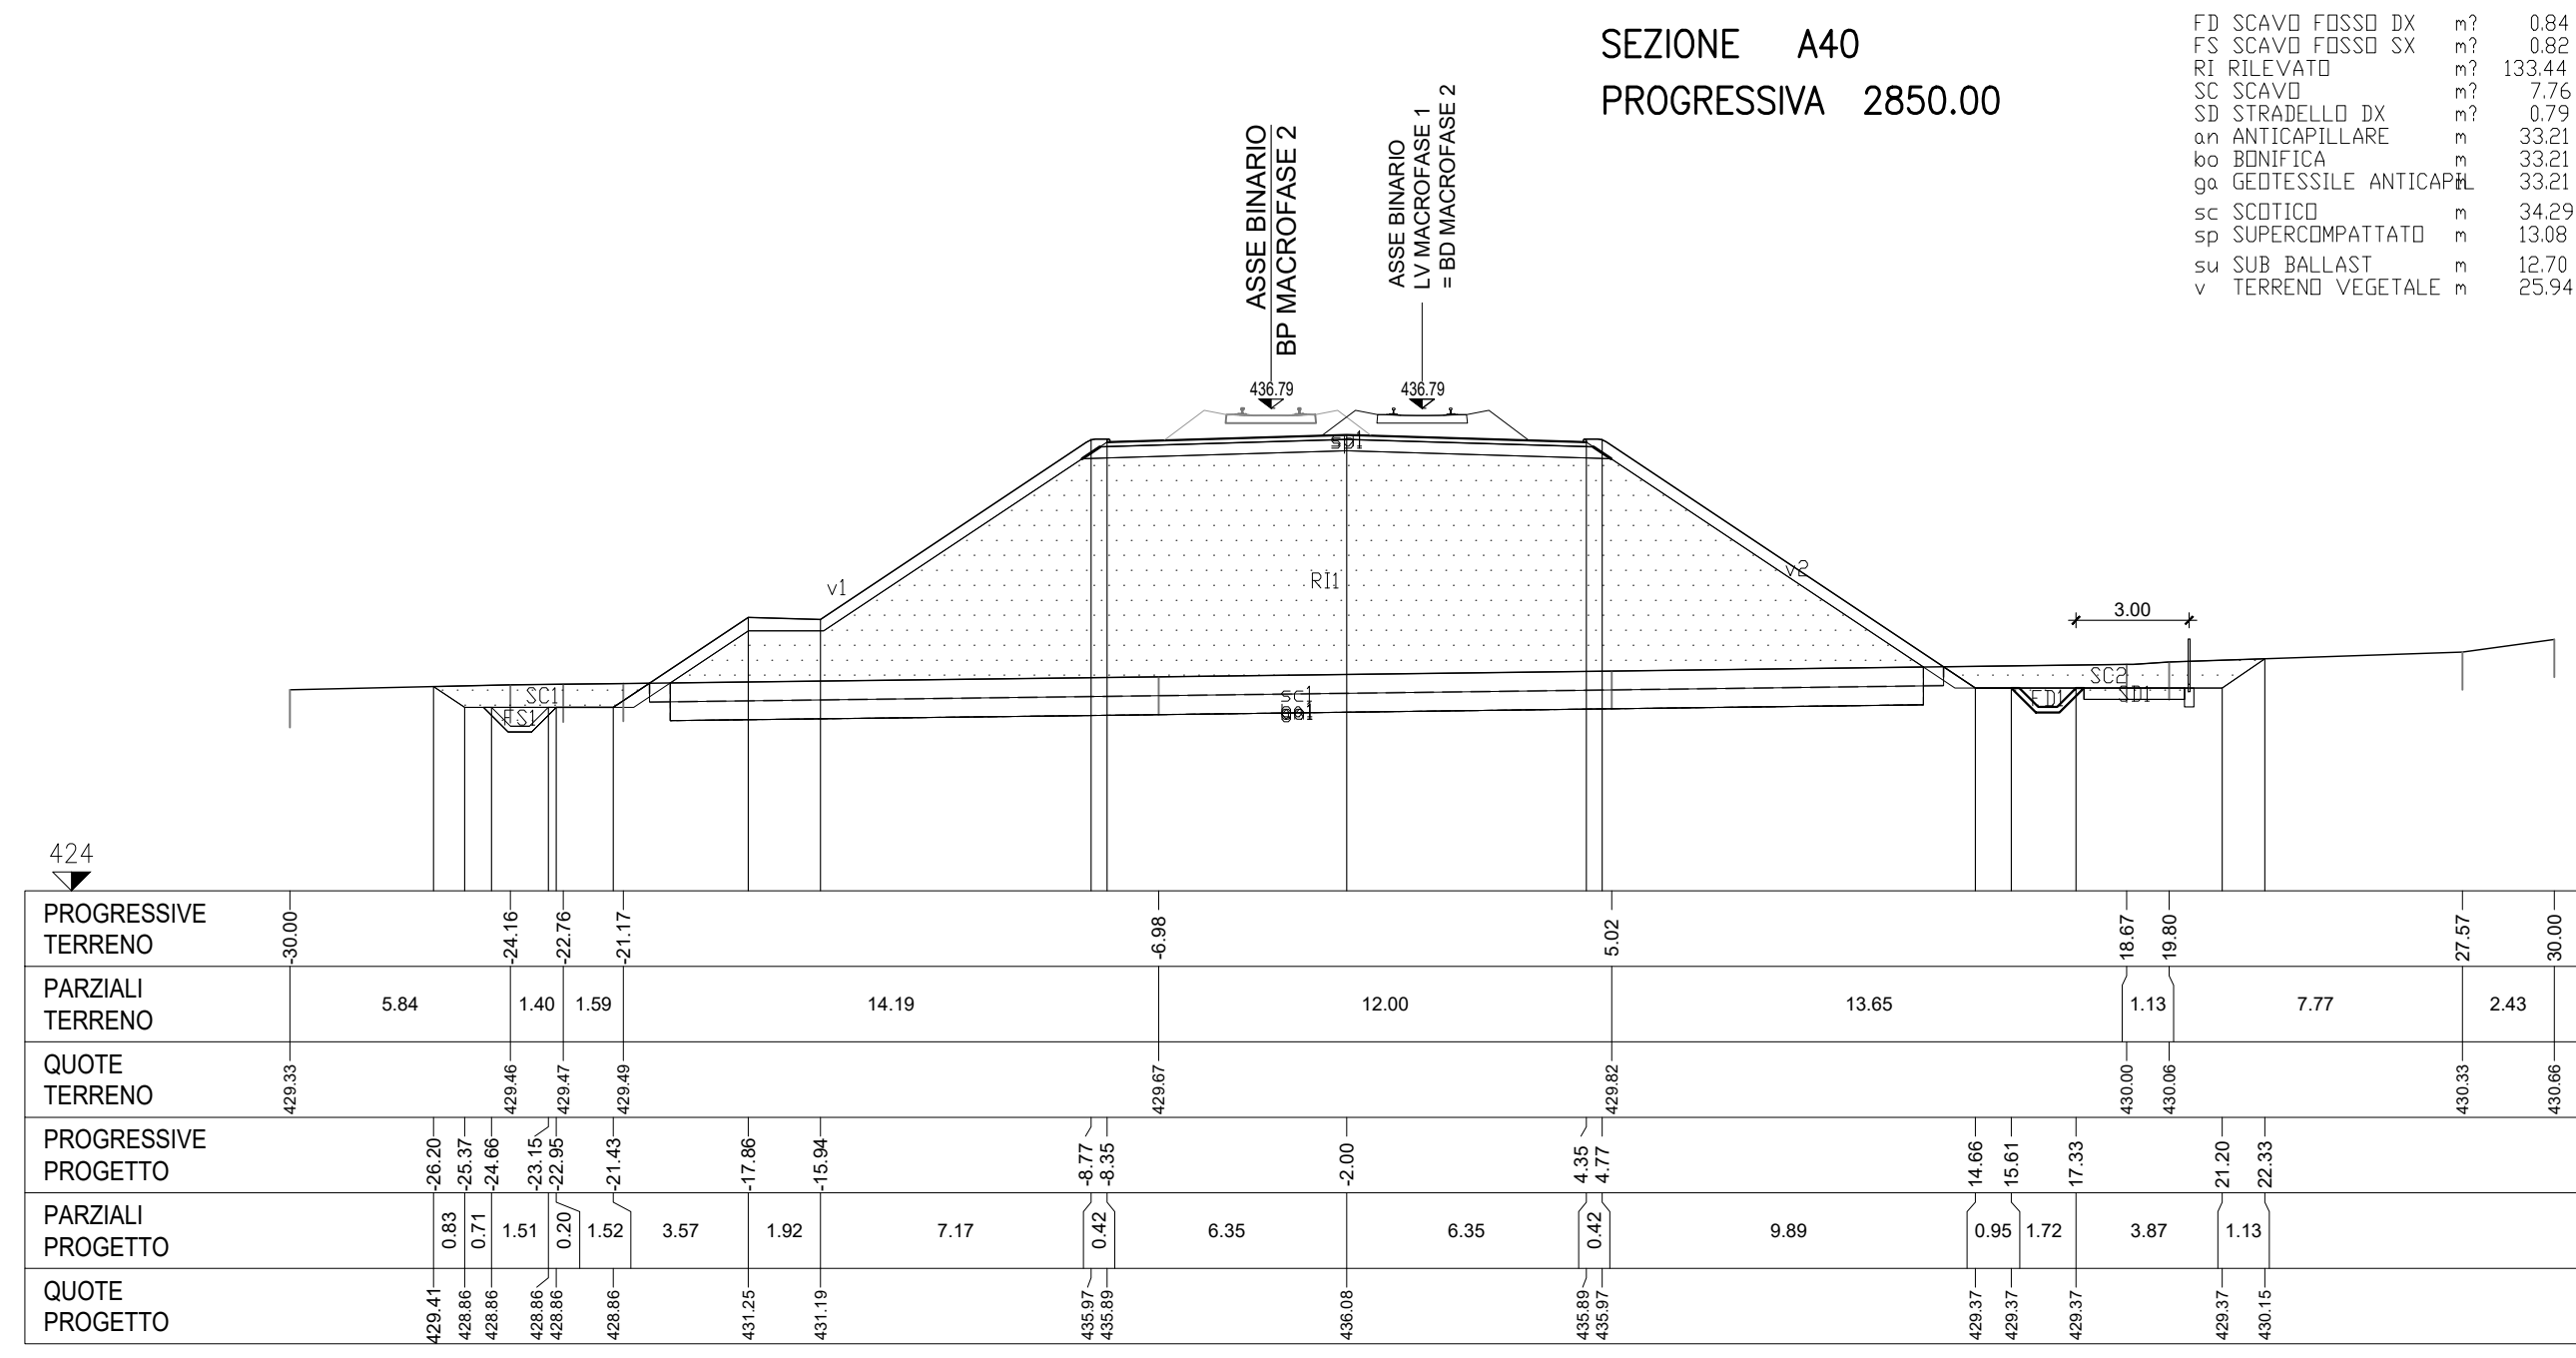 SEZIONE A40
PROGRESSIVA 2850.00
FD SCAVO FOSSO DX m? 0.84
FS SCAVO FOSSO SX m? 0.82
RI RILEVATO m? 133.44
SC SCAVO m? 7.76
SD STRADELLO DX m? 0.79
an ANTICAPILLARE m 33.21
bo BONIFICA m 33.21
ga GEOTESSILE ANTICAPIL m 33.21
sc SCOTICO m 34.29
sp SUPERCOMPATTATO m 13.08
su SUB BALLAST m 12.70
v TERRENO VEGETALE m 25.94
ASSE BINARIO
BP MACROFASE 2
ASSE BINARIO
LV MACROFASE 1
= BD MACROFASE 2
436.79
436.79
sp1
v1
RI1
v2
3.00
SC1
FS1
sc1
SC2
FD1
SD1
424
PROGRESSIVE
TERRENO
-30.00 -24.16 -22.76 -21.17 -6.98 5.02 18.67 19.80 27.57 30.00
PARZIALI
TERRENO
5.84 1.40 1.59 14.19 12.00 13.65 1.13 7.77 2.43
QUOTE
TERRENO
429.33 429.46 429.47 429.49 429.67 429.82 430.00 430.06 430.33 430.66
PROGRESSIVE
PROGETTO
-26.20 -25.37 -24.66 -23.15 -22.95 -21.43 -17.86 -15.94 -8.77 -8.35 -2.00 4.35 4.77 14.66 15.61 17.33 21.20 22.33
PARZIALI
PROGETTO
0.83 0.71 1.51 0.20 1.52 3.57 1.92 7.17 0.42 6.35 6.35 0.42 9.89 0.95 1.72 3.87 1.13
QUOTE
PROGETTO
429.41 428.86 428.86 428.86 428.86 428.86 431.25 431.19 435.97 435.89 436.08 435.89 435.97 429.37 429.37 429.37 429.37 430.15